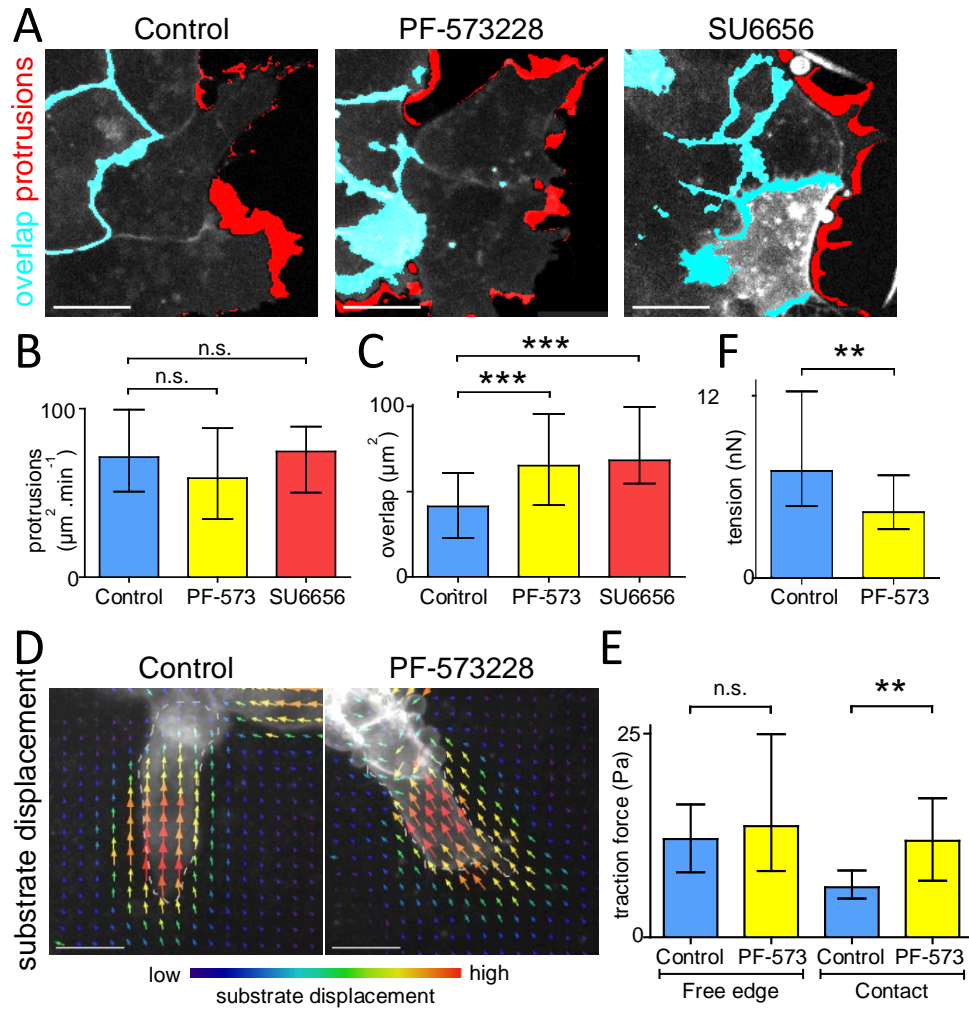 A
Control
PF-573228
SU6656
overlap protrusions
B
n.s.
n.s.
protrusions
(µm².min⁻¹)
100
0
Control
PF-573
SU6656
C
***
***
overlap (µm²)
100
0
Control
PF-573
SU6656
F
**
tension (nN)
12
0
Control
PF-573
D
Control
PF-573228
substrate displacement
low
high
substrate displacement
E
n.s.
**
traction force (Pa)
25
0
Control
PF-573
Control
PF-573
Free edge
Contact